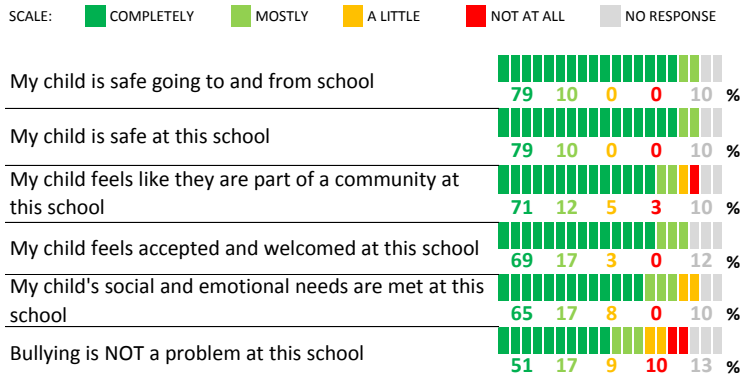 SCALE: COMPLETELY MOSTLY A LITTLE NOT AT ALL NO RESPONSE
My child is safe going to and from school
79 10 0 0 10 %
My child is safe at this school
79 10 0 0 10 %
My child feels like they are part of a community at
this school
71 12 5 3 10 %
My child feels accepted and welcomed at this school
69 17 3 0 12 %
My child's social and emotional needs are met at this
school
65 17 8 0 10 %
Bullying is NOT a problem at this school
51 17 9 10 13 %